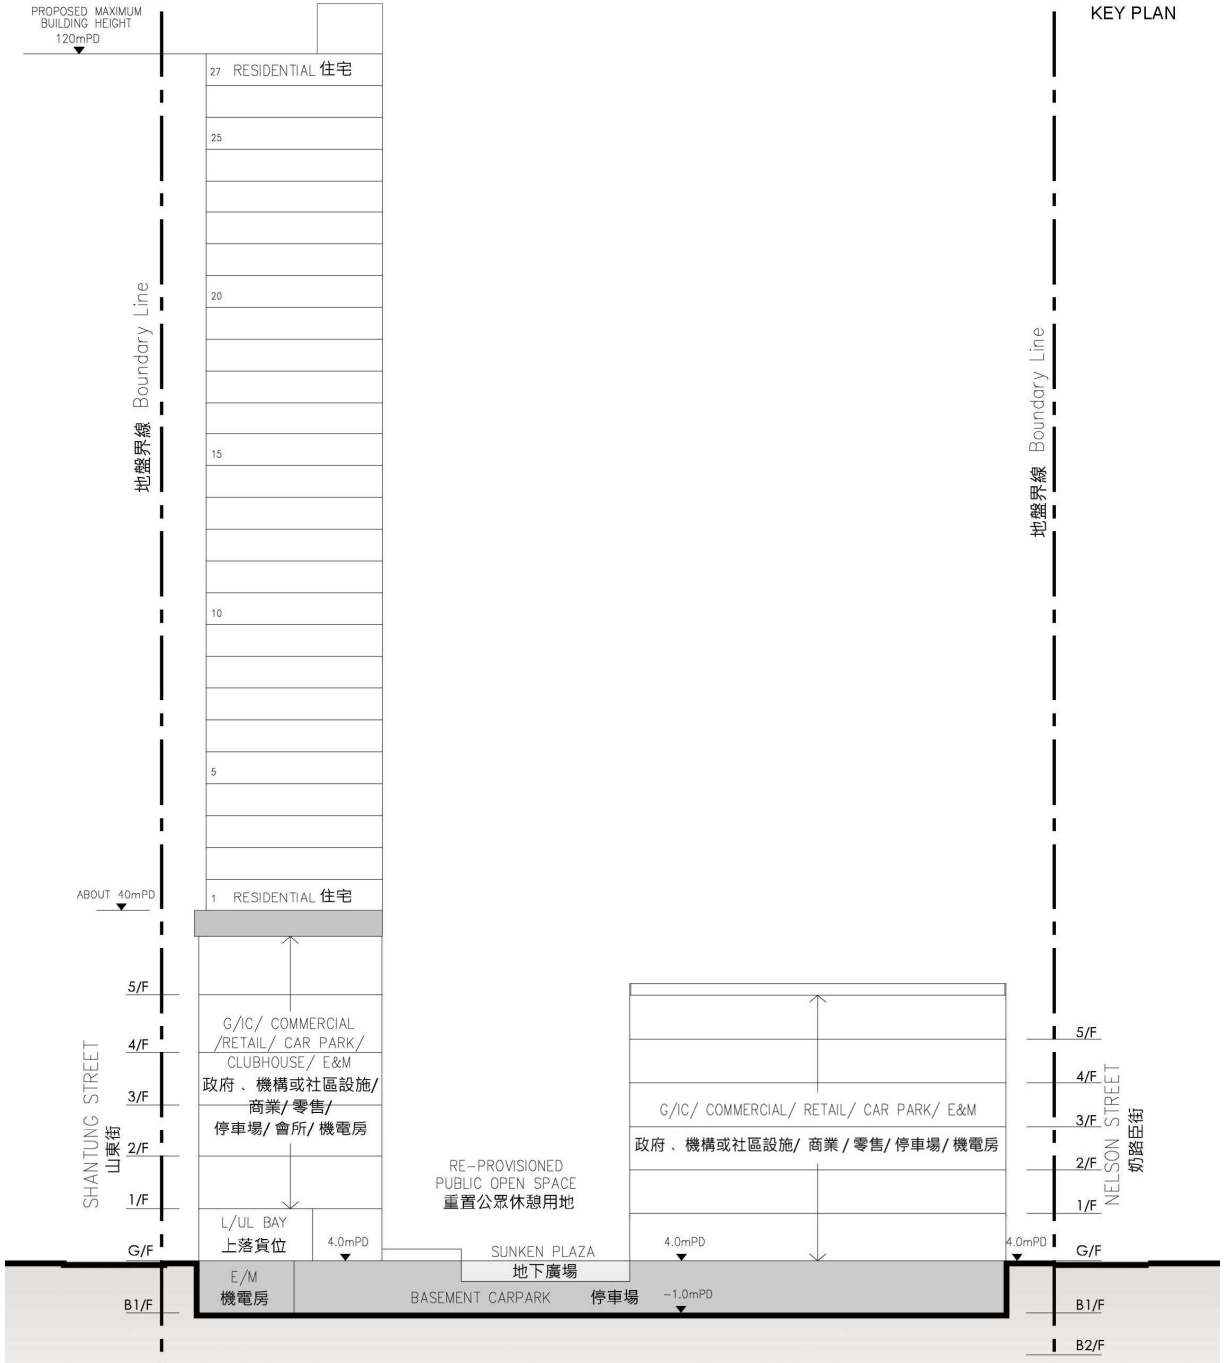 PROPOSED MAXIMUM
BUILDING HEIGHT
120mPD
KEY PLAN
27 RESIDENTIAL 住宅
25
20
地盤界線 Boundary Line
地盤界線 Boundary Line
15
10
5
ABOUT 40mPD
1 RESIDENTIAL 住宅
5/F
4/F
3/F
2/F
1/F
G/F
B1/F
SHANTUNG STREET
山東街
G/IC/ COMMERCIAL
/RETAIL/ CAR PARK/
CLUBHOUSE/ E&M
政府、機構或社區設施/
商業/ 零售/
停車場/ 會所/ 機電房
L/UL BAY
上落貨位
4.0mPD
E/M
機電房
RE-PROVISIONED
PUBLIC OPEN SPACE
重置公眾休憩用地
SUNKEN PLAZA
地下廣場
BASEMENT CARPARK 停車場
-1.0mPD
G/IC/ COMMERCIAL/ RETAIL/ CAR PARK/ E&M
政府、機構或社區設施/ 商業 / 零售/ 停車場/ 機電房
4.0mPD
4.0mPD
5/F
4/F
3/F
2/F
1/F
G/F
B1/F
B2/F
NELSON STREET
奶路臣街